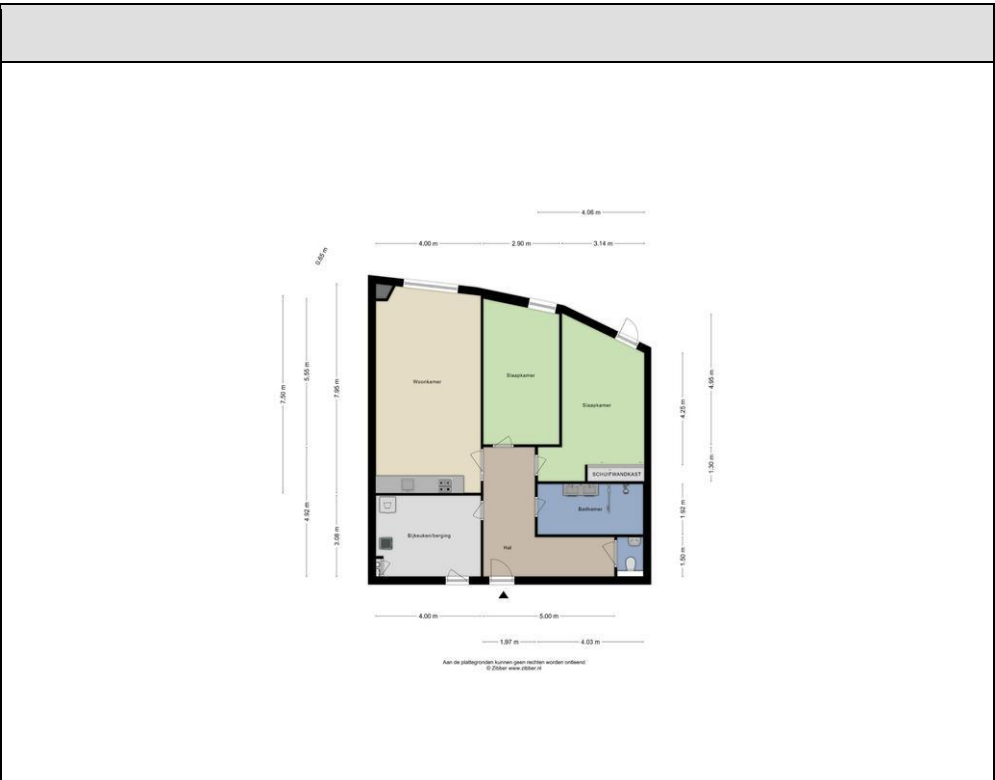 4.06 m
4.00 m
2.90 m
3.14 m
0.65 m
7.50 m
5.55 m
7.95 m
4.92 m
3.08 m
4.25 m
4.95 m
1.30 m
1.92 m
1.50 m
Woonkamer
Slaapkamer
Slaapkamer
SCHUIFWANDKAST
Badkamer
Bijkeuken/berging
Hal
4.00 m
5.00 m
1.97 m
4.03 m
Aan de plattegronden kunnen geen rechten worden ontleend
© Zibber www.zibber.nl